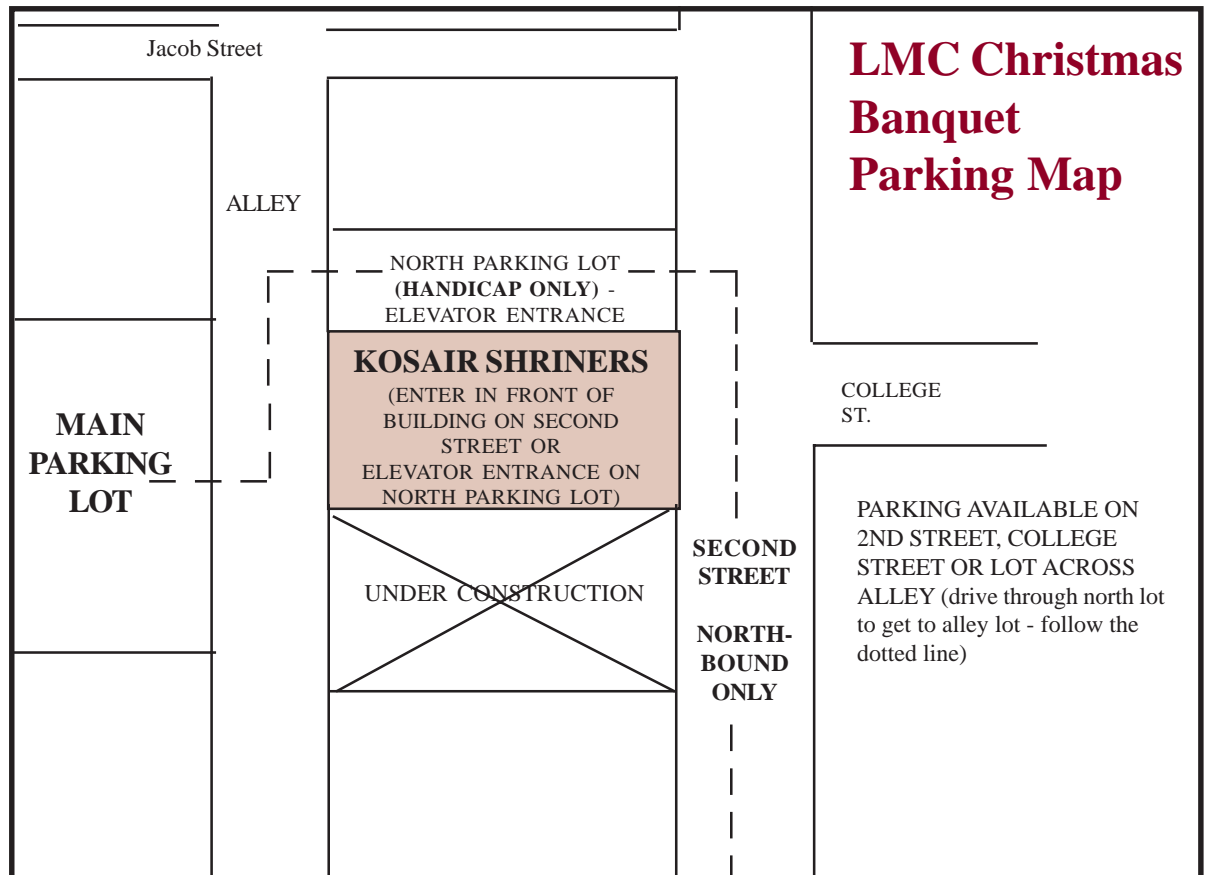 Jacob Street
LMC Christmas
Banquet
Parking Map
ALLEY
NORTH PARKING LOT
(HANDICAP ONLY) -
ELEVATOR ENTRANCE
KOSAIR SHRINERS
(ENTER IN FRONT OF
BUILDING ON SECOND
STREET OR
ELEVATOR ENTRANCE ON
NORTH PARKING LOT)
MAIN
PARKING
LOT
COLLEGE
ST.
UNDER CONSTRUCTION
SECOND
STREET
NORTH-
BOUND
ONLY
PARKING AVAILABLE ON
2ND STREET, COLLEGE
STREET OR LOT ACROSS
ALLEY (drive through north lot
to get to alley lot - follow the
dotted line)